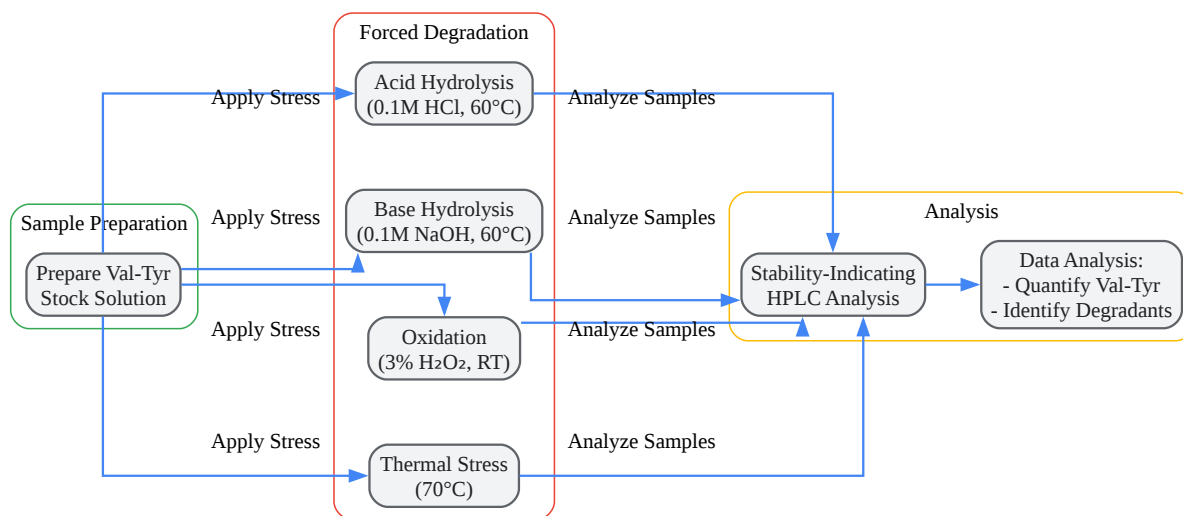 Forced Degradation
Acid Hydrolysis
(0.1M HCl, 60°C)
Apply Stress
Analyze Samples
Base Hydrolysis
(0.1M NaOH, 60°C)
Apply Stress
Analyze Samples
Sample Preparation
Analysis
Prepare Val-Tyr
Stock Solution
Stability-Indicating
HPLC Analysis
Data Analysis:
- Quantify Val-Tyr
- Identify Degradants
Apply Stress
Oxidation
(3% H₂O₂, RT)
Analyze Samples
Apply Stress
Analyze Samples
Thermal Stress
(70°C)